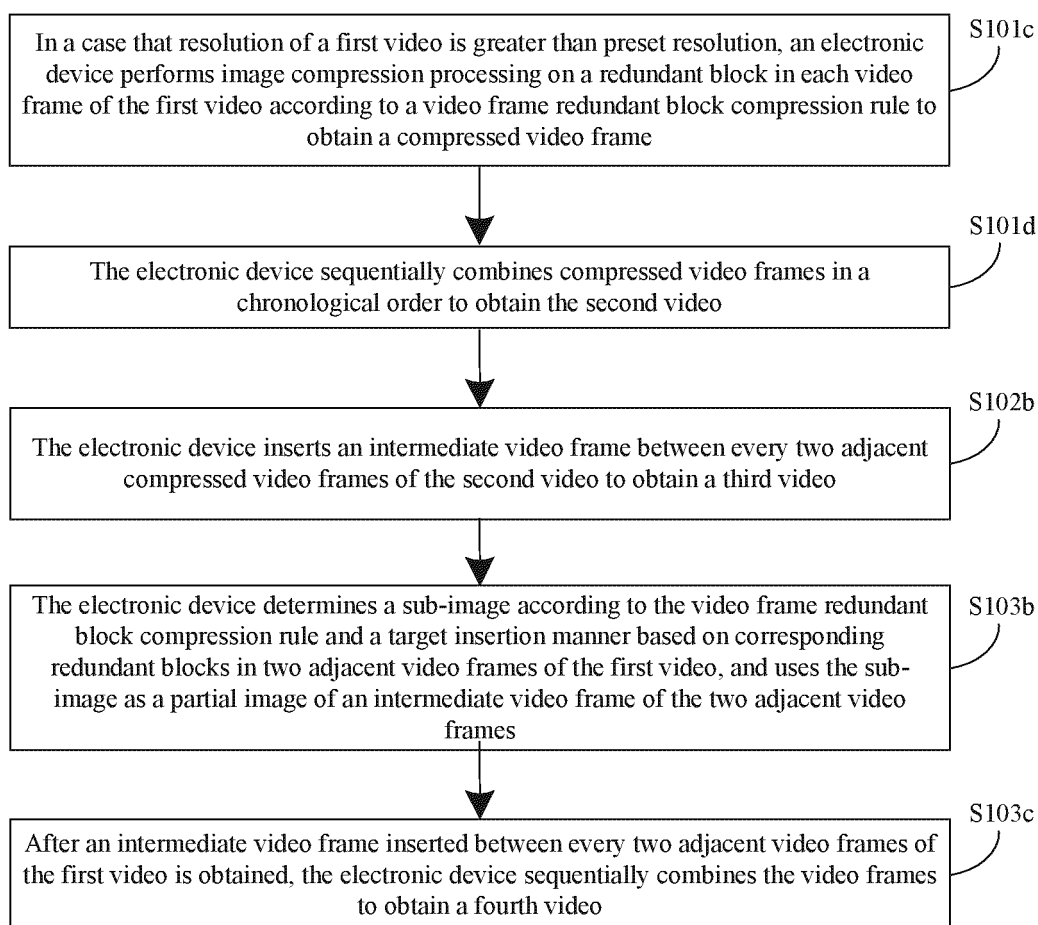 S101c
In a case that resolution of a first video is greater than preset resolution, an electronic
device performs image compression processing on a redundant block in each video
frame of the first video according to a video frame redundant block compression rule to
obtain a compressed video frame
S101d
The electronic device sequentially combines compressed video frames in a
chronological order to obtain the second video
S102b
The electronic device inserts an intermediate video frame between every two adjacent
compressed video frames of the second video to obtain a third video
S103b
The electronic device determines a sub-image according to the video frame redundant
block compression rule and a target insertion manner based on corresponding
redundant blocks in two adjacent video frames of the first video, and uses the sub-
image as a partial image of an intermediate video frame of the two adjacent video
frames
S103c
After an intermediate video frame inserted between every two adjacent video frames of
the first video is obtained, the electronic device sequentially combines the video frames
to obtain a fourth video